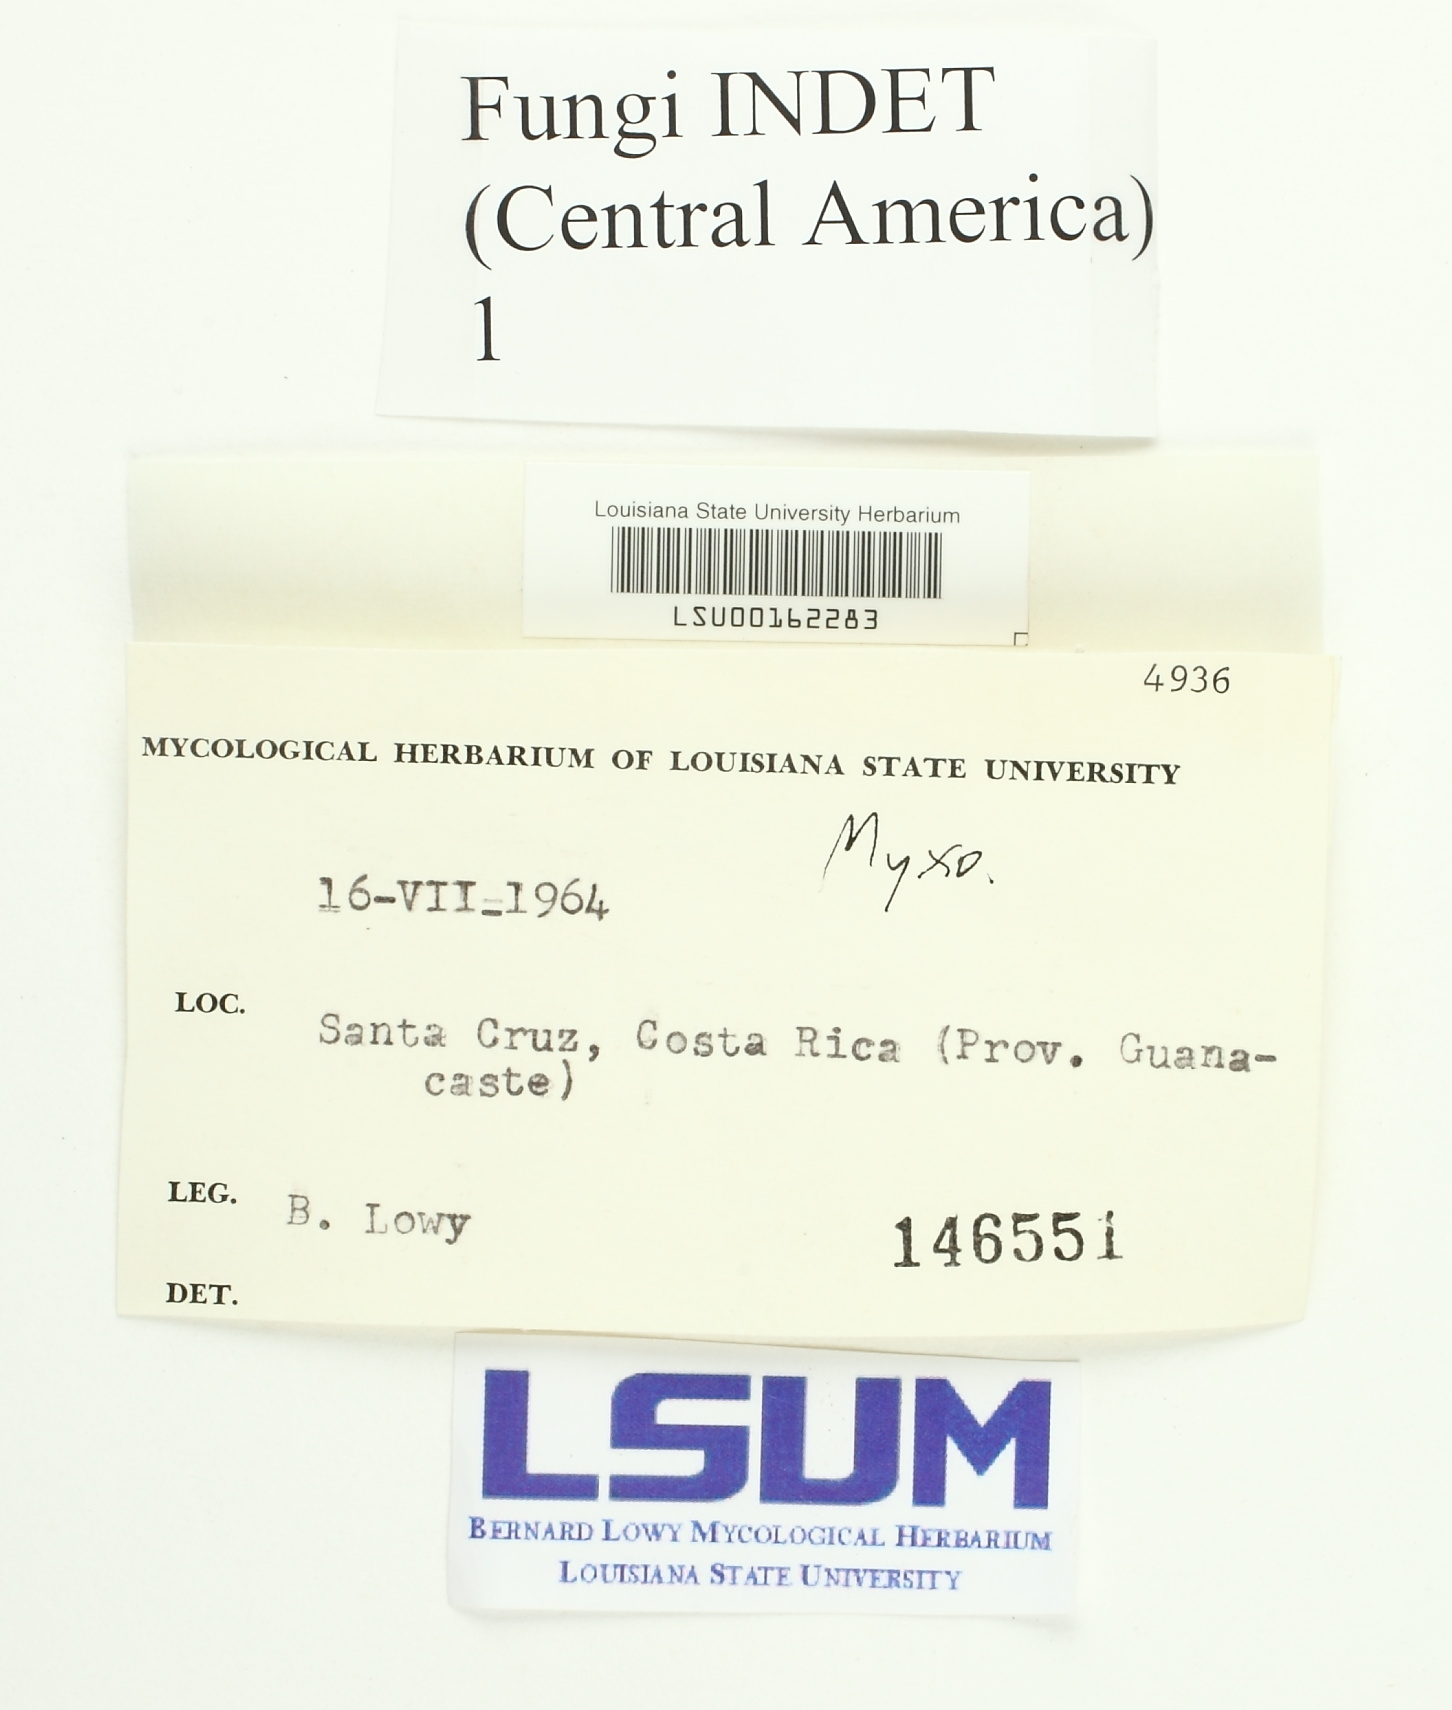 Fungi INDET
(Central America)
1
Louisiana State University Herbarium
LSU00162283
4936
MYCOLOGICAL HERBARIUM OF LOUISIANA STATE UNIVERSITY
Myxo.
16-VII-1964
LOC. Santa Cruz, Costa Rica (Prov. Guana-
caste)
LEG. B. Lowy
146551
DET.
LSUM
BERNARD LOWY MYCOLOGICAL HERBARIUM
LOUISIANA STATE UNIVERSITY